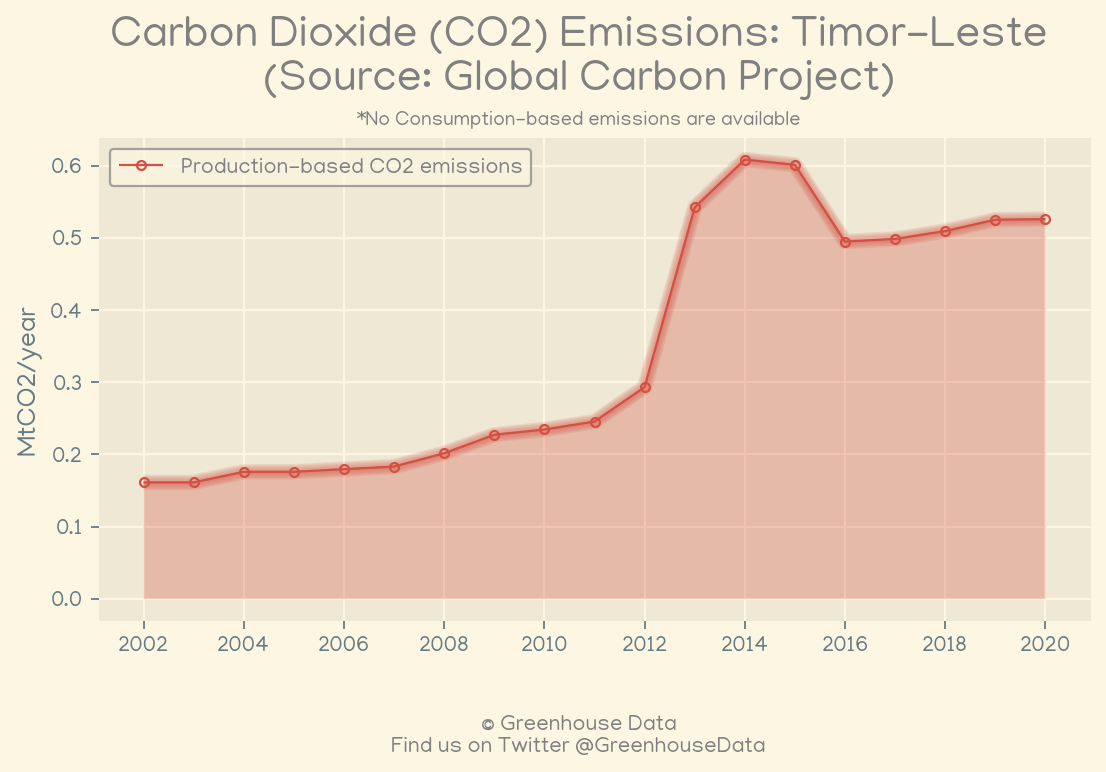 Carbon Dioxide (CO2) Emissions: Timor-Leste
(Source: Global Carbon Project)
*No Consumption-based emissions are available
Production-based CO2 emissions
MtCO2/year
0.6
0.5
0.4
0.3
0.2
0.1
0.0
2002 2004 2006 2008 2010 2012 2014 2016 2018 2020
© Greenhouse Data
Find us on Twitter @GreenhouseData